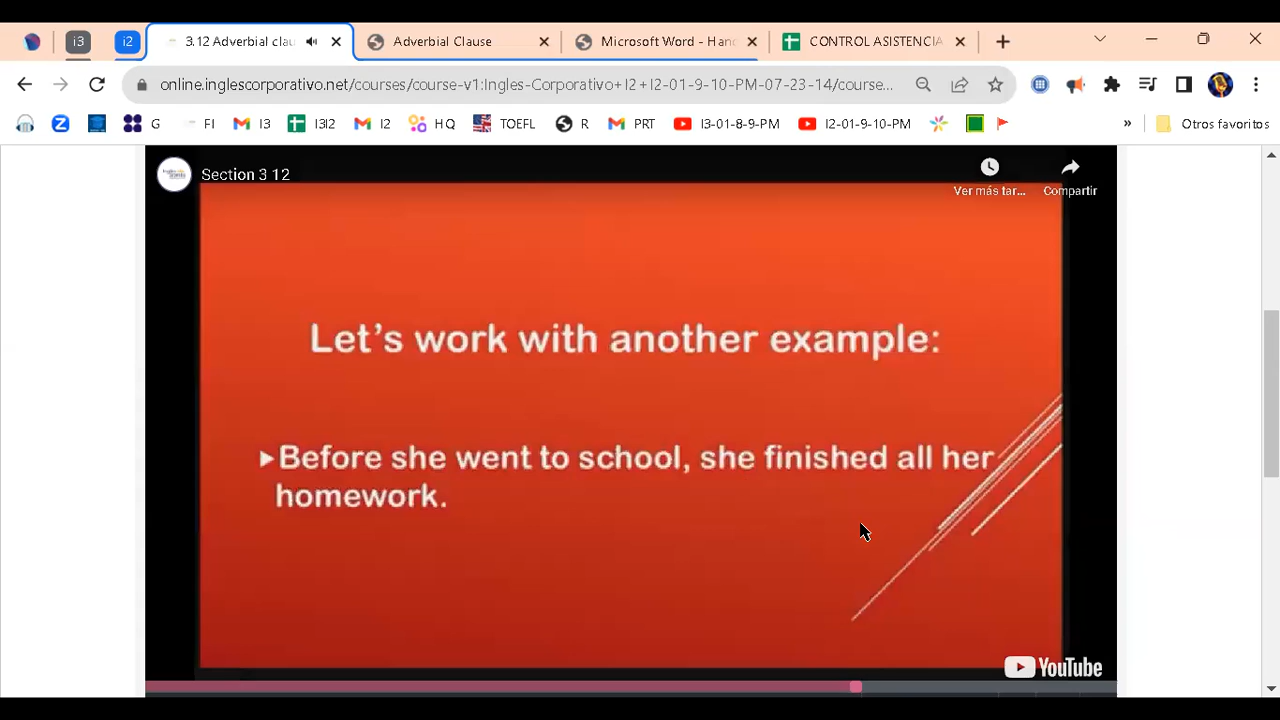 i3
i2
3.12 Adverbial clau
Adverbial Clause
Microsoft Word - Hand
CONTROL ASISTENCIA
online.inglescorporativo.net/courses/course-v1:Ingles-Corporativo+I2+I2-01-9-10-PM-07-23-14/course...
G
FI
I3
I3I2
I2
HQ
TOEFL
R
PRT
I3-01-8-9-PM
I2-01-9-10-PM
»
Otros favoritos
Section 3 12
Ver más tar...
Compartir
Let's work with another example:
Before she went to school, she finished all her
homework.
YouTube